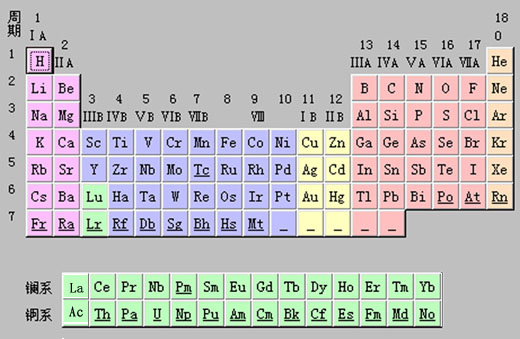 周期 1 18
I A 0
1 H 2 13 14 15 16 17 He
II A IIIA IVA VA VIA VIIA
2 Li Be B C N O F Ne
3 4 5 6 7 8 9 10 11 12
3 Na Mg IIIB IVB VB VIB VIIB VIII I B II B Al Si P S Cl Ar
4 K Ca Sc Ti V Cr Mn Fe Co Ni Cu Zn Ga Ge As Se Br Kr
5 Rb Sr Y Zr Nb Mo Tc Ru Rh Pd Ag Cd In Sn Sb Te I Xe
6 Cs Ba Lu Ha Ta W Re Os Ir Pt Au Hg Tl Pb Bi Po At Rn
7 Fr Ra Lr Rf Db Sg Bh Hs Mt _ _ _ _ _
镧系 La Ce Pr Nb Pm Sm Eu Gd Tb Dy Ho Er Tm Yb
锕系 Ac Th Pa U Np Pu Am Cm Bk Cf Es Fm Md No